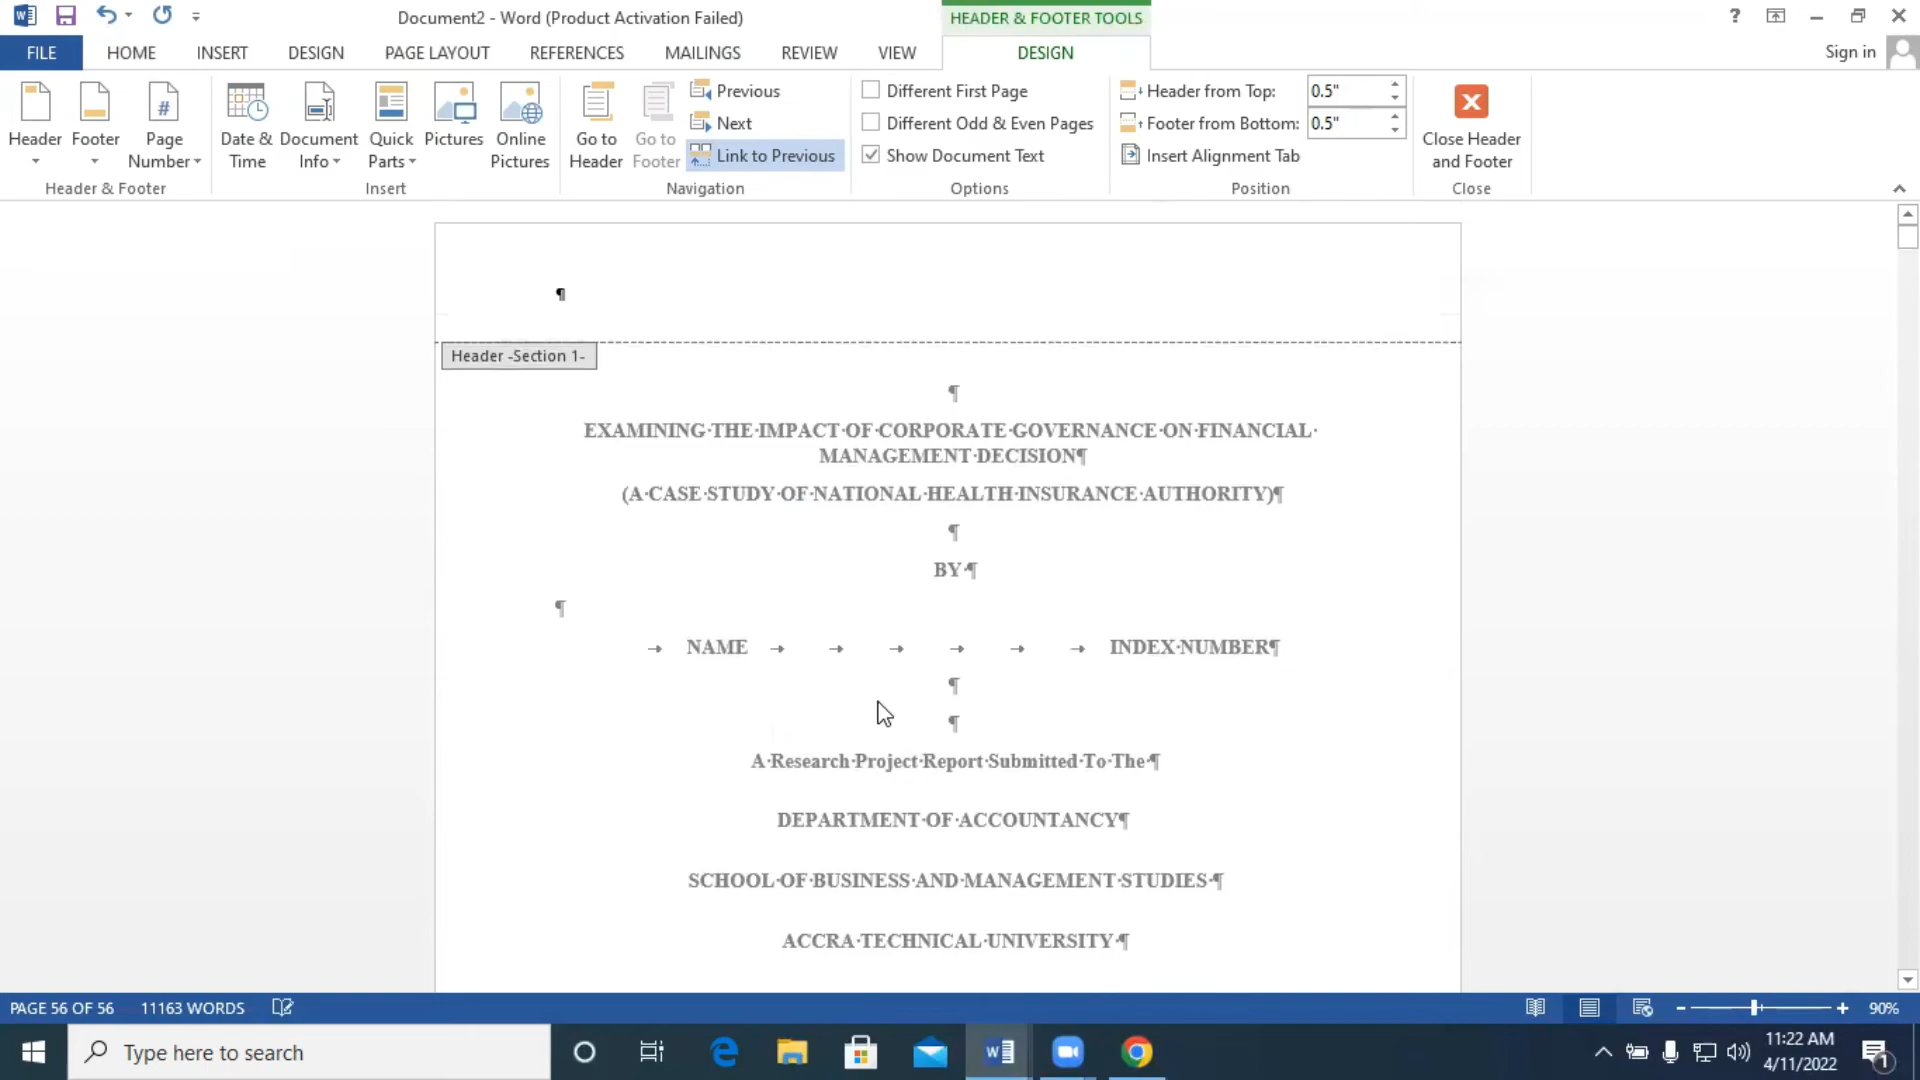 Document2 - Word (Product Activation Failed)
HEADER & FOOTER TOOLS
?
FILE
HOME
INSERT
DESIGN
PAGE LAYOUT
REFERENCES
MAILINGS
REVIEW
VIEW
DESIGN
Sign in
Header
Footer
Page
Number
Date &
Time
Document
Info
Quick
Parts
Pictures
Online
Pictures
Go to
Header
Go to
Footer
Previous
Next
Link to Previous
Different First Page
Different Odd & Even Pages
Show Document Text
Header from Top:
0.5"
Footer from Bottom:
0.5"
Insert Alignment Tab
Close Header
and Footer
Header & Footer
Insert
Navigation
Options
Position
Close
¶
Header -Section 1-
¶
EXAMINING·THE·IMPACT·OF·CORPORATE·GOVERNANCE·ON·FINANCIAL·
MANAGEMENT·DECISION¶
(A·CASE·STUDY·OF·NATIONAL·HEALTH·INSURANCE·AUTHORITY)¶
¶
BY·¶
¶
→ NAME → → → → → → INDEX·NUMBER¶
¶
¶
A·Research·Project·Report·Submitted·To·The·¶
DEPARTMENT·OF·ACCOUNTANCY¶
SCHOOL·OF·BUSINESS·AND·MANAGEMENT·STUDIES·¶
ACCRA·TECHNICAL·UNIVERSITY·¶
PAGE 56 OF 56
11163 WORDS
90%
Type here to search
11:22 AM
4/11/2022
1